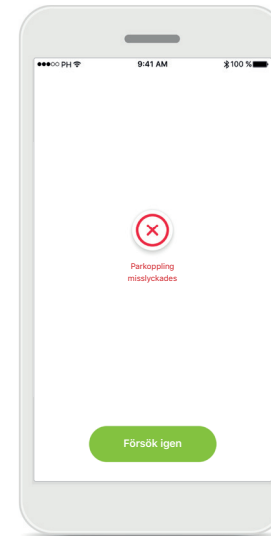 ●●●○○ PH 9:41 AM 100 %
Parkoppling
misslyckades
Försök igen